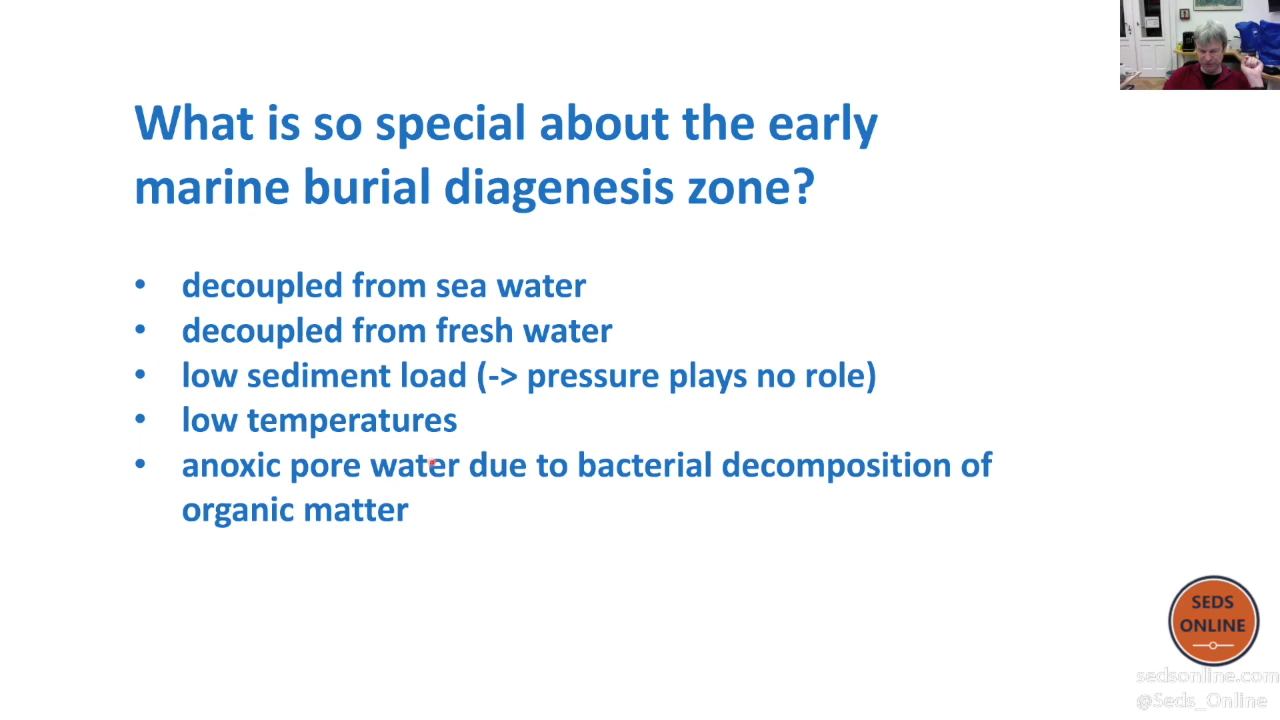 What is so special about the early
marine burial diagenesis zone?
• decoupled from sea water
• decoupled from fresh water
• low sediment load (-> pressure plays no role)
• low temperatures
• anoxic pore water due to bacterial decomposition of
organic matter
SEDS
ONLINE
sedsonline.com
@Seds_Online